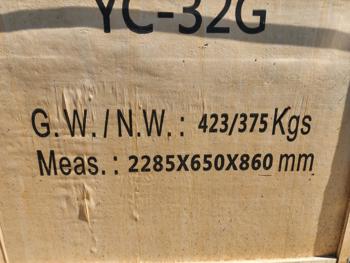 YC-32G
G.W./N.W.: 423/375 Kgs
Meas.: 2285X650X860 mm